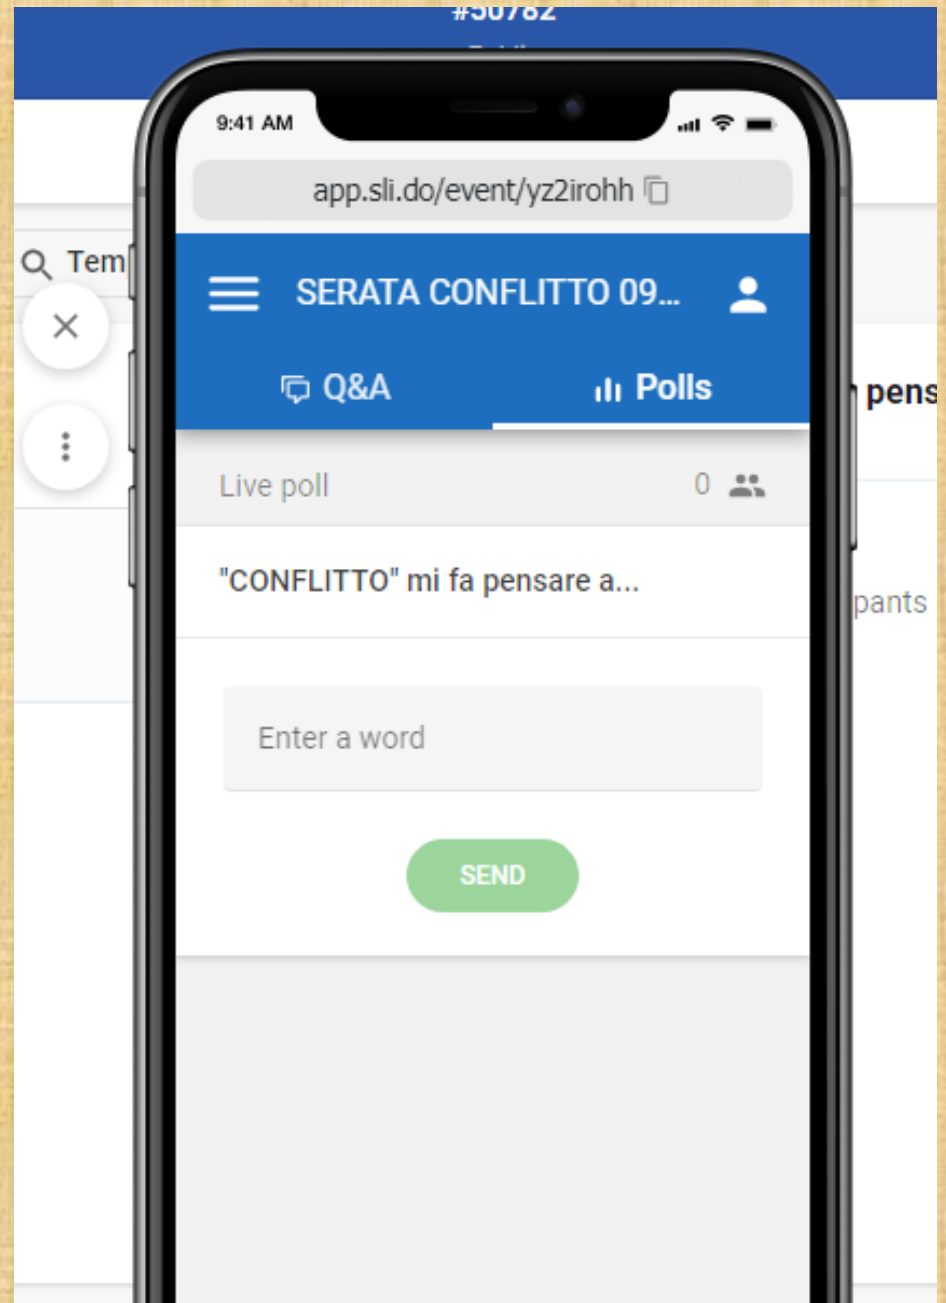 #50782
9:41 AM
app.sli.do/event/yz2irohh
Tem
SERATA CONFLITTO 09...
Q&A
Polls
pens
Live poll
0
"CONFLITTO" mi fa pensare a...
pants
Enter a word
SEND